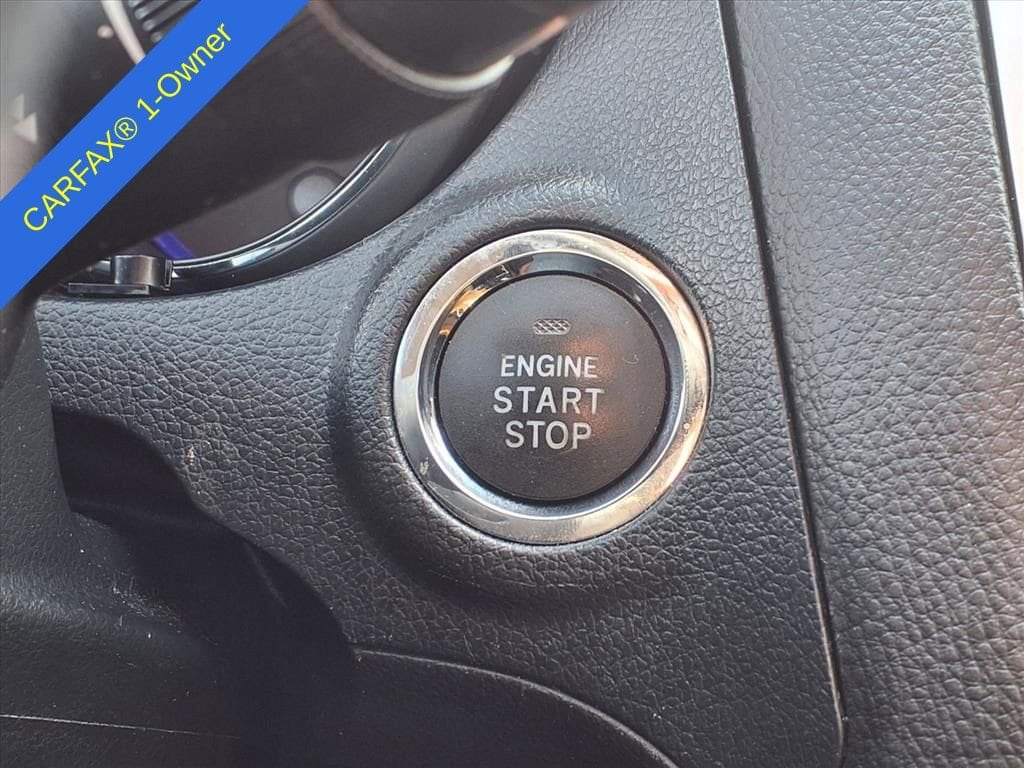 CARFAX® 1-Owner
ENGINE
START
STOP